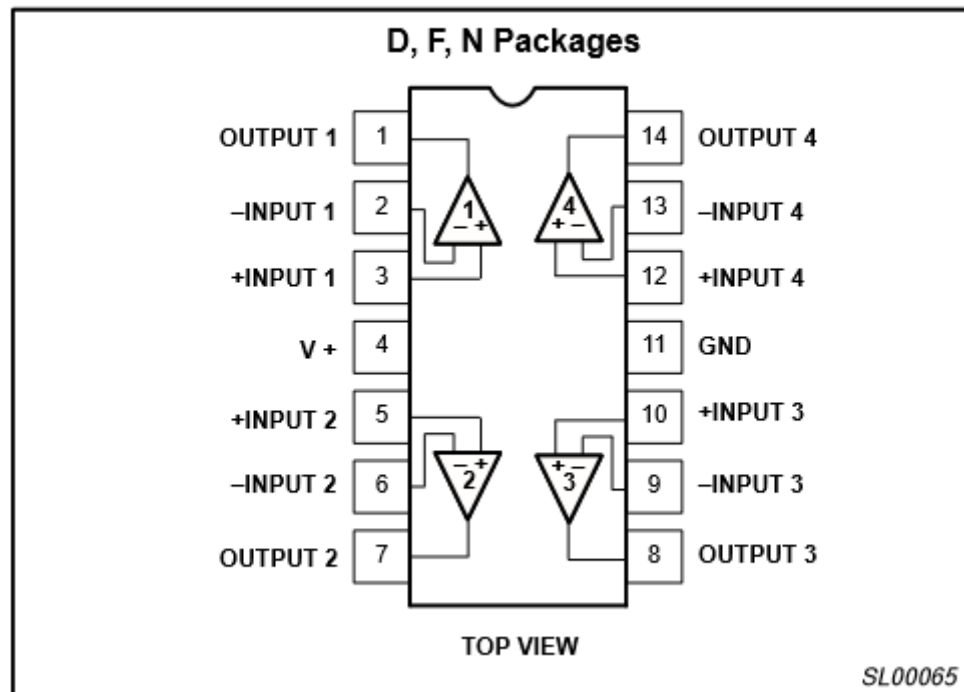 D, F, N Packages
OUTPUT 1 1 14 OUTPUT 4
–INPUT 1 2 13 –INPUT 4
1 4
– + + –
+INPUT 1 3 12 +INPUT 4
V + 4 11 GND
+INPUT 2 5 10 +INPUT 3
– + + –
2 3
–INPUT 2 6 9 –INPUT 3
OUTPUT 2 7 8 OUTPUT 3
TOP VIEW
SL00065